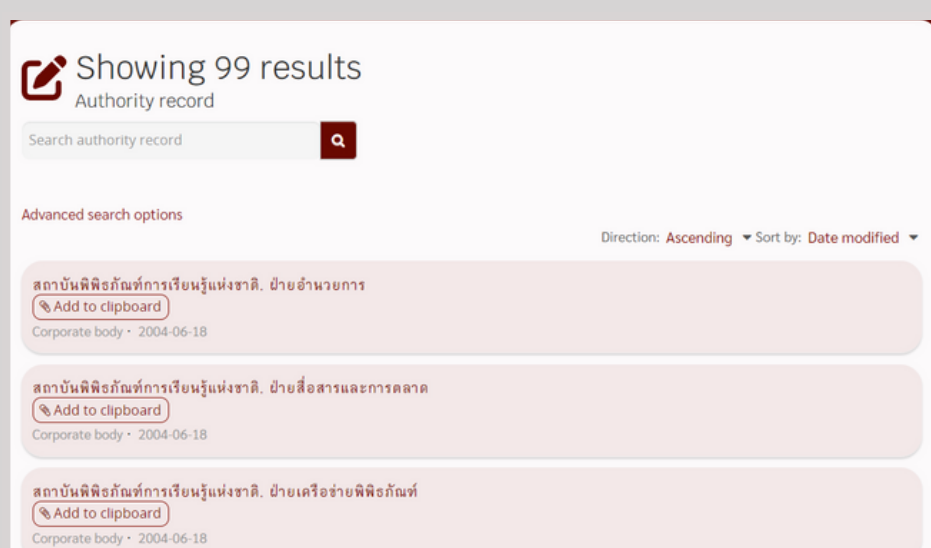 Showing 99 results
Authority record
Search authority record
Advanced search options
Direction: Ascending Sort by: Date modified
สถาบันพิพิธภัณฑ์การเรียนรู้แห่งชาติ. ฝ่ายอำนวยการ
Add to clipboard
Corporate body · 2004-06-18
สถาบันพิพิธภัณฑ์การเรียนรู้แห่งชาติ. ฝ่ายสื่อสารและการตลาด
Add to clipboard
Corporate body · 2004-06-18
สถาบันพิพิธภัณฑ์การเรียนรู้แห่งชาติ. ฝ่ายเครือข่ายพิพิธภัณฑ์
Add to clipboard
Corporate body · 2004-06-18